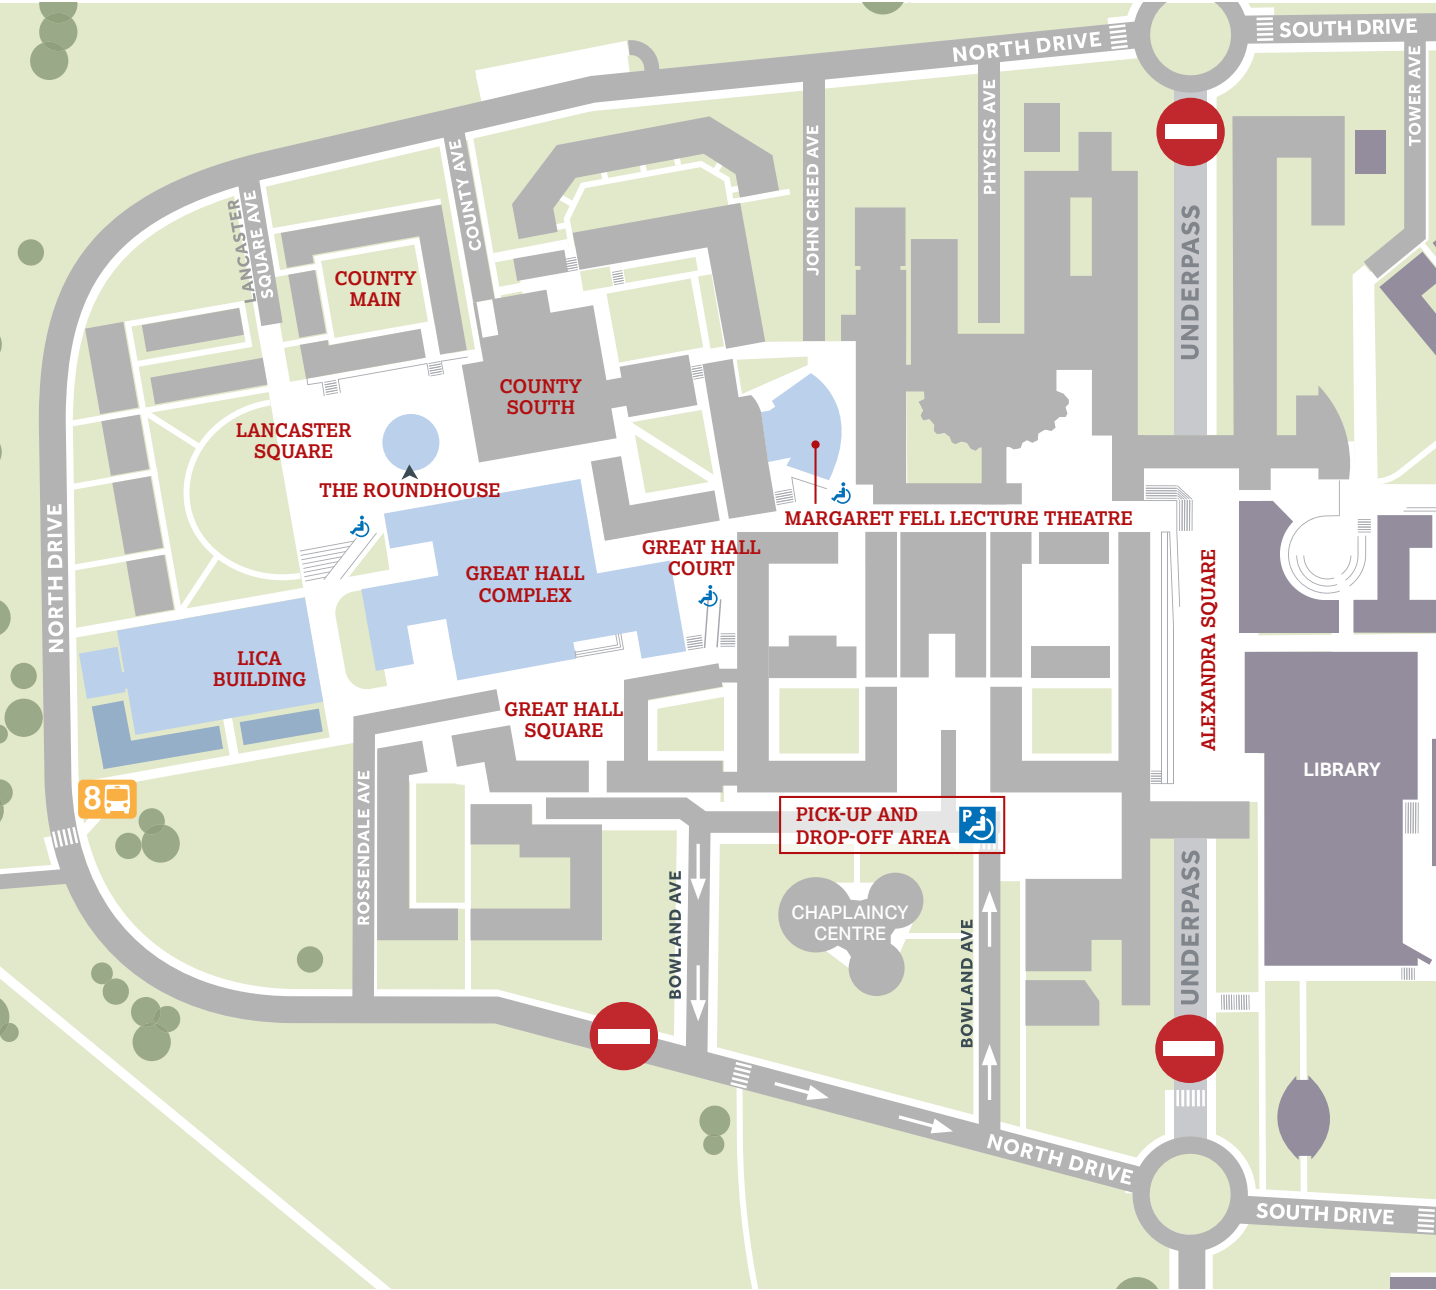 NORTH DRIVE
SOUTH DRIVE
TOWER AVE
PHYSICS AVE
JOHN CREED AVE
COUNTY AVE
LANCASTER
SQUARE AVE
UNDERPASS
COUNTY
MAIN
COUNTY
SOUTH
LANCASTER
SQUARE
THE ROUNDHOUSE
MARGARET FELL LECTURE THEATRE
GREAT HALL
COURT
GREAT HALL
COMPLEX
NORTH DRIVE
LICA
BUILDING
ALEXANDRA SQUARE
GREAT HALL
SQUARE
LIBRARY
8
ROSSENDALE AVE
PICK-UP AND
DROP-OFF AREA
P
BOWLAND AVE
CHAPLAINCY
CENTRE
BOWLAND AVE
UNDERPASS
NORTH DRIVE
SOUTH DRIVE